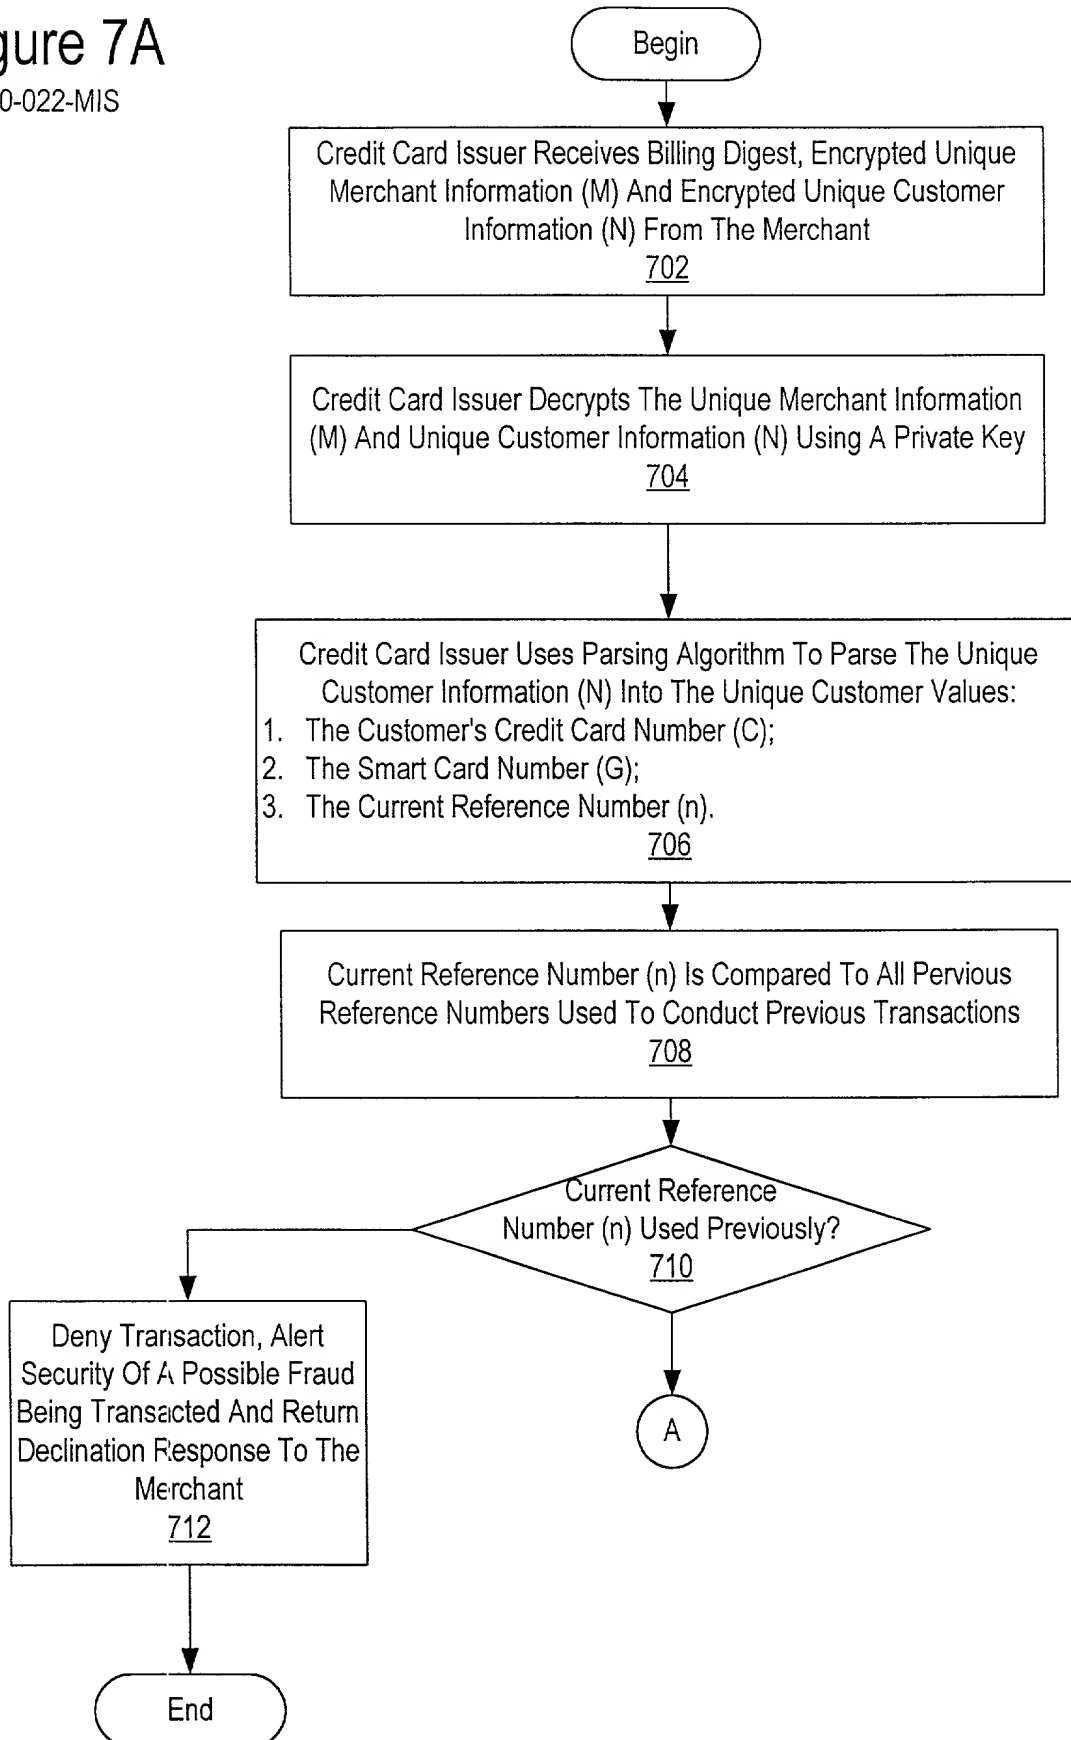 gure 7A
0-022-MIS
Begin
Credit Card Issuer Receives Billing Digest, Encrypted Unique
Merchant Information (M) And Encrypted Unique Customer
Information (N) From The Merchant
702
Credit Card Issuer Decrypts The Unique Merchant Information
(M) And Unique Customer Information (N) Using A Private Key
704
Credit Card Issuer Uses Parsing Algorithm To Parse The Unique
Customer Information (N) Into The Unique Customer Values:
1. The Customer's Credit Card Number (C);
2. The Smart Card Number (G);
3. The Current Reference Number (n).
706
Current Reference Number (n) Is Compared To All Pervious
Reference Numbers Used To Conduct Previous Transactions
708
Current Reference
Number (n) Used Previously?
710
Deny Transaction, Alert
Security Of A Possible Fraud
Being Transacted And Return
Declination Response To The
Merchant
712
A
End